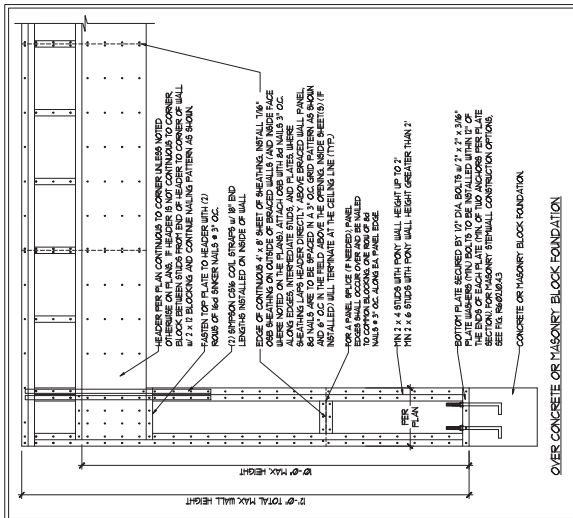 HEADER PER PLAN CONTINUOUS TO CORNER UNLESS NOTED
OTHERWISE ON PLANS. IF HEADER IS NOT CONTINUOUS TO CORNER,
BLOCK BETWEEN STUDS FROM END OF HEADER TO CORNER OF WALL
w/ 2 x 12 BLOCKING AND CONTINUE NAILING PATTERN AS SHOWN.
FASTEN TOP PLATE TO HEADER WITH (2)
ROWS OF 16d SINKER NAILS @ 3" O.C.
(2) SIMPSON CS16 COIL STRAPS w/ 18" END
LENGTHS INSTALLED ON INSIDE OF WALL
EDGE OF CONTINUOUS 4' x 8' SHEET OF SHEATHING. INSTALL 7/16"
OSB SHEATHING ON OUTSIDE OF BRACED WALLS (AND INSIDE FACE
WHERE NOTED ON THE PLANS). ATTACH OSB WITH 8d NAILS 3" O.C.
ALONG EDGES, INTERMEDIATE STUDS, AND PLATES. WHERE
SHEATHING LAPS HEADER DIRECTLY ABOVE BRACED WALL PANEL,
8d NAILS ARE TO BE SPACED IN A 3" O.C. GRID PATTERN AS SHOWN
AND 6" O.C. IN THE FIELD ABOVE THE OPENING. INSIDE SHEET(S) (IF
INSTALLED) WILL TERMINATE AT THE CEILING LINE (TYP.)
FOR A PANEL SPLICE (IF NEEDED), PANEL
EDGES SHALL OCCUR OVER AND BE NAILED
TO COMMON BLOCKING. ONE ROW OF 8d
NAILS @ 3" O.C. ALONG EA. PANEL EDGE.
MIN 2 x 4 STUDS WITH PONY WALL HEIGHT UP TO 2'
MIN 2 x 6 STUDS WITH PONY WALL HEIGHT GREATER THAN 2'
BOTTOM PLATE SECURED BY 1/2" DIA. BOLTS w/ 2" x 2" x 3/16"
PLATE WASHERS (MIN.) BOLTS TO BE INSTALLED WITHIN 12" OF
THE ENDS OF EACH PLATE (MIN. OF TWO ANCHORS PER PLATE
SECTION). FOR MASONRY STEMWALL CONSTRUCTION OPTIONS,
SEE FIG. R602.10.4.3
CONCRETE OR MASONRY BLOCK FOUNDATION
PER
PLAN
10'-0" MAX. HEIGHT
12'-0" TOTAL MAX. WALL HEIGHT
OVER CONCRETE OR MASONRY BLOCK FOUNDATION